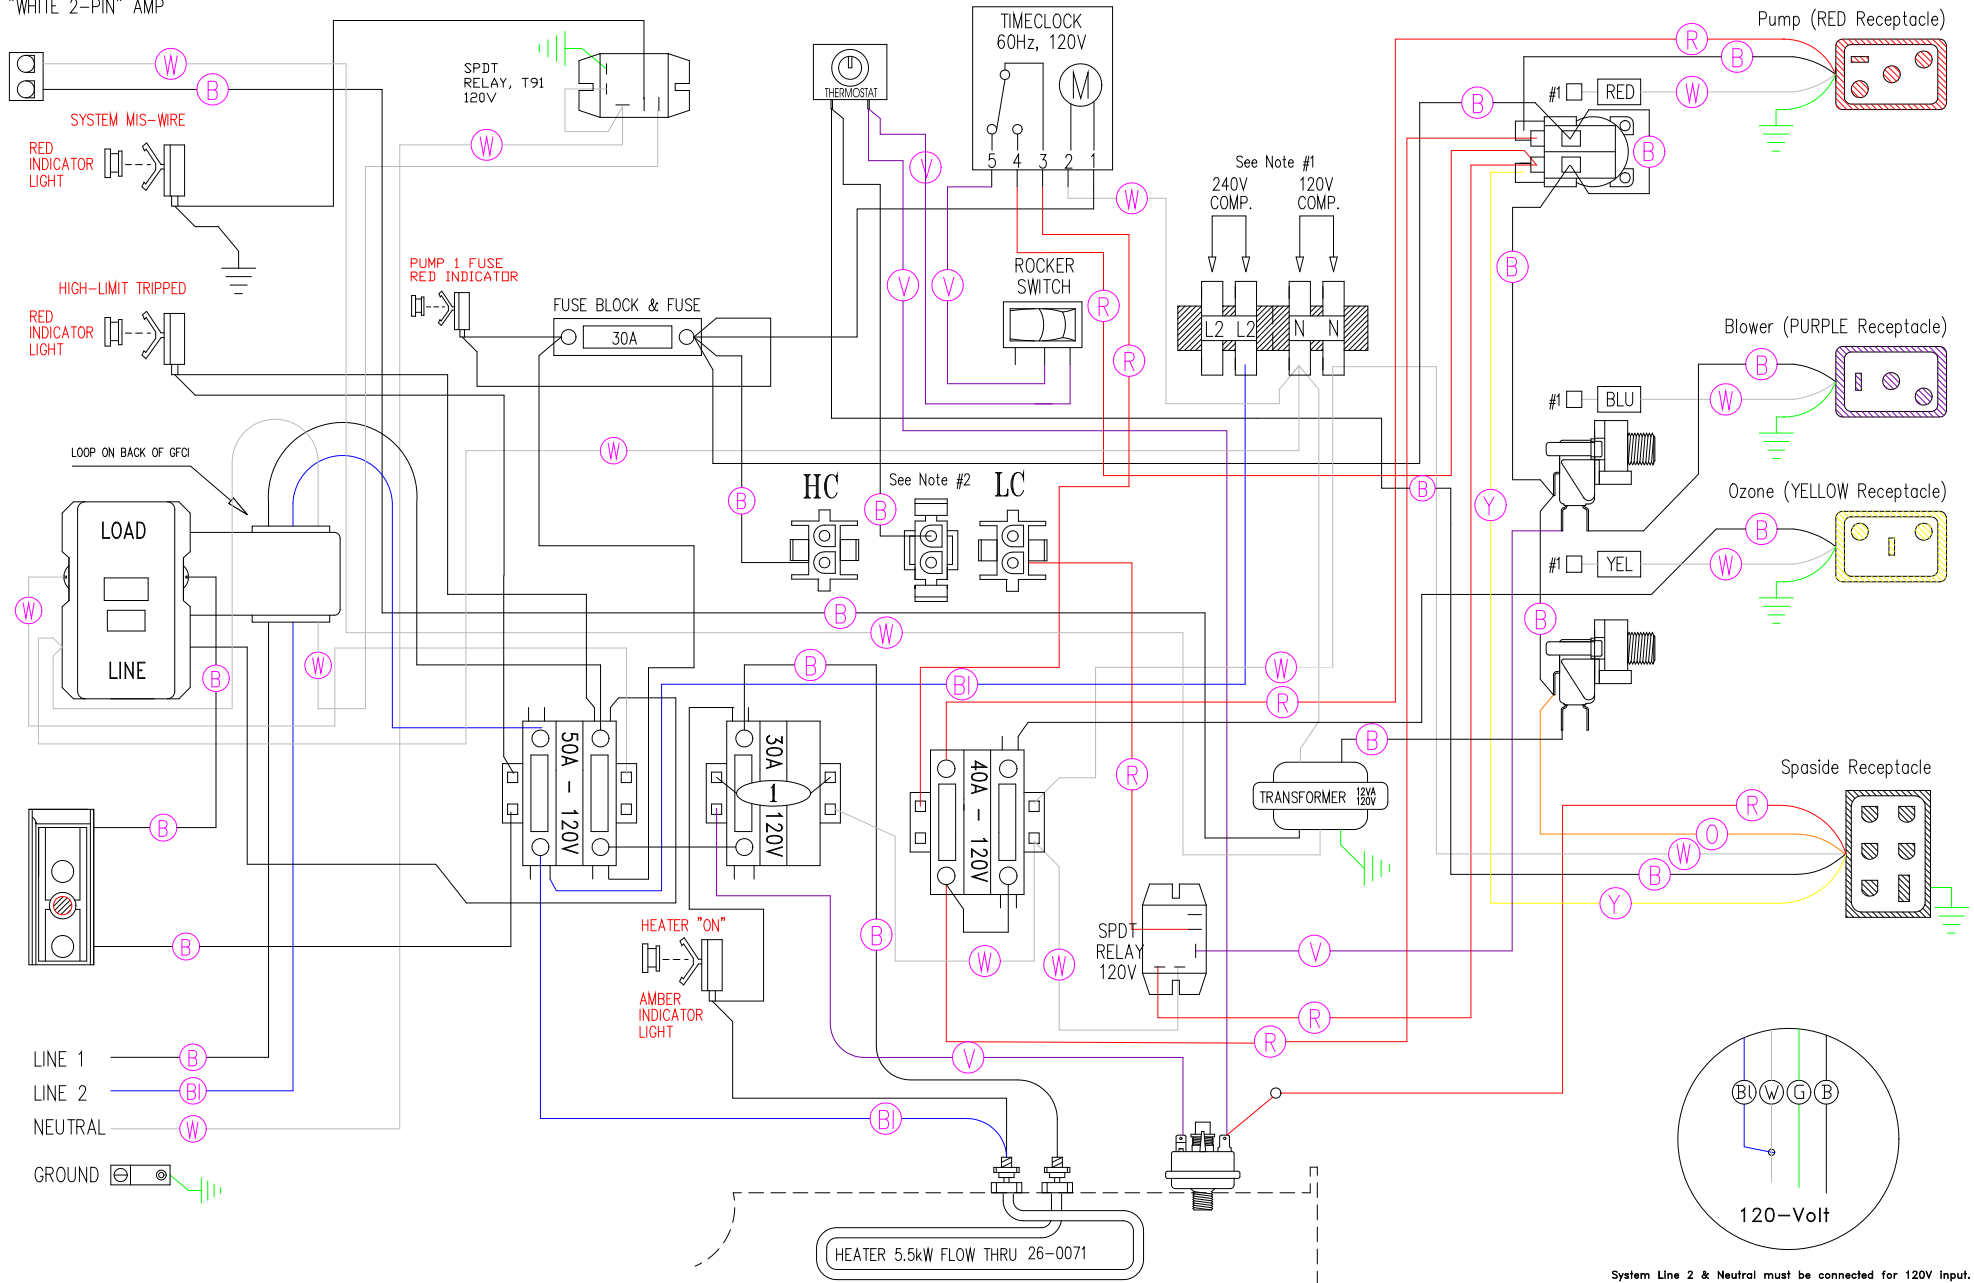 "WHITE 2-PIN" AMP
W
B
SYSTEM MIS-WIRE
RED
INDICATOR
LIGHT
SPDT
RELAY, T91
120V
W
THERMOSTAT
TIMECLOCK
60Hz, 120V
M
5 4 3 2 1
V
W
See Note #1
240V
COMP.
120V
COMP.
L2 L2 N N
Pump (RED Receptacle)
R
B
#1 RED W
B
B
B
HIGH-LIMIT TRIPPED
RED
INDICATOR
LIGHT
PUMP 1 FUSE
RED INDICATOR
FUSE BLOCK & FUSE
30A
V
V
ROCKER
SWITCH
R
R
Blower (PURPLE Receptacle)
B
#1 BLU W
LOOP ON BACK OF GFCI
W
B
HC
B
See Note #2
LC
B
Y
Ozone (YELLOW Receptacle)
B
#1 YEL W
LOAD
LINE
W
W
B
B
W
B
B
BI
W
R
B
50A - 120V
30A 120V
1
40A - 120V
R
TRANSFORMER 12VA
120V
Spaside Receptacle
R
O
W
B
Y
B
B
HEATER "ON"
AMBER
INDICATOR
LIGHT
B
W
W
SPDT
RELAY
120V
V
R
R
V
LINE 1 B
LINE 2 BI
NEUTRAL W
GROUND
BI
HEATER 5.5kW FLOW THRU 26-0071
BI W G B
120-Volt
System Line 2 & Neutral must be connected for 120V input.